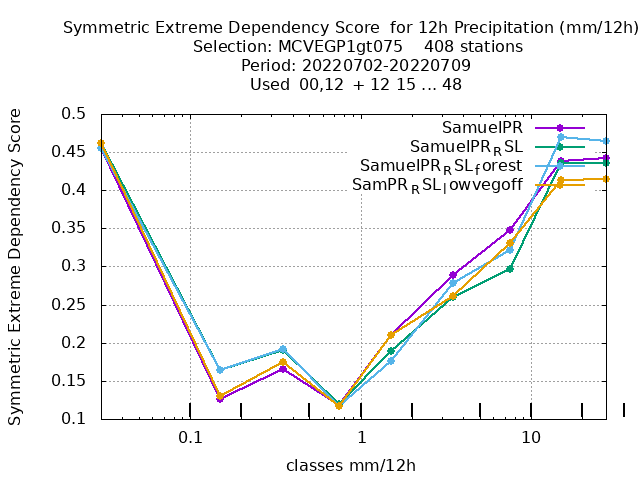 Symmetric Extreme Dependency Score  for 12h Precipitation (mm/12h)
Selection: MCVEGP1gt075    408 stations
Period: 20220702-20220709
Used  00,12  + 12 15 ... 48
Symmetric Extreme Dependency Score
0.5
0.45
0.4
0.35
0.3
0.25
0.2
0.15
0.1
SamuelPR
SamuelPR_RSL
SamuelPR_RSL_forest
SamPR_RSL_lowvegoff
0.1 1 10
classes mm/12h